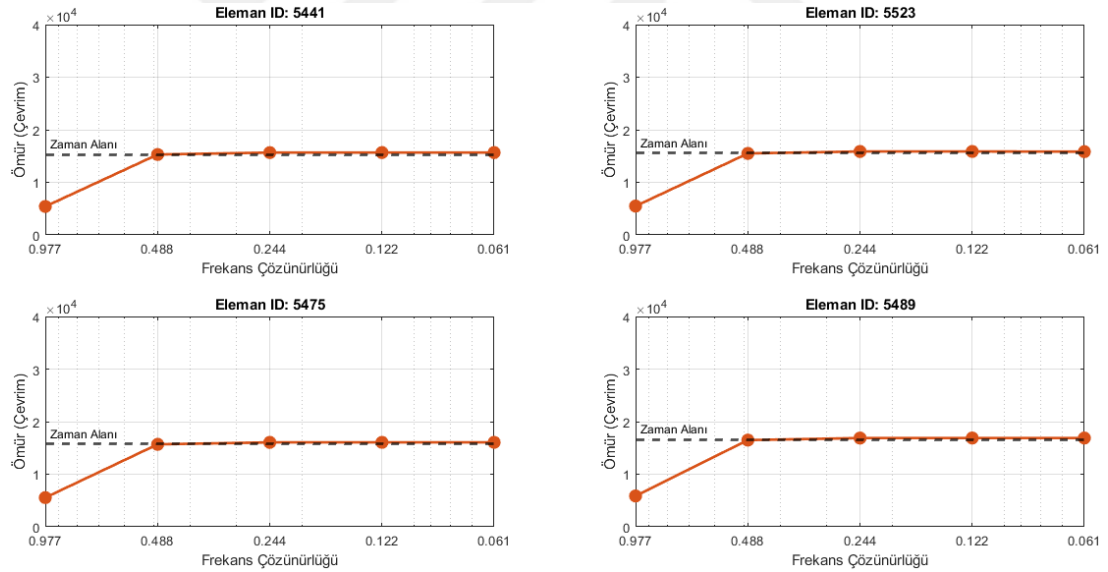 Eleman ID: 5441
×10^4
4
3
2
1
0
Zaman Alanı
Ömür (Çevrim)
0.977 0.488 0.244 0.122 0.061
Frekans Çözünürlüğü
Eleman ID: 5523
×10^4
4
3
2
1
0
Zaman Alanı
Ömür (Çevrim)
0.977 0.488 0.244 0.122 0.061
Frekans Çözünürlüğü
Eleman ID: 5475
×10^4
4
3
2
1
0
Zaman Alanı
Ömür (Çevrim)
0.977 0.488 0.244 0.122 0.061
Frekans Çözünürlüğü
Eleman ID: 5489
×10^4
4
3
2
1
0
Zaman Alanı
Ömür (Çevrim)
0.977 0.488 0.244 0.122 0.061
Frekans Çözünürlüğü